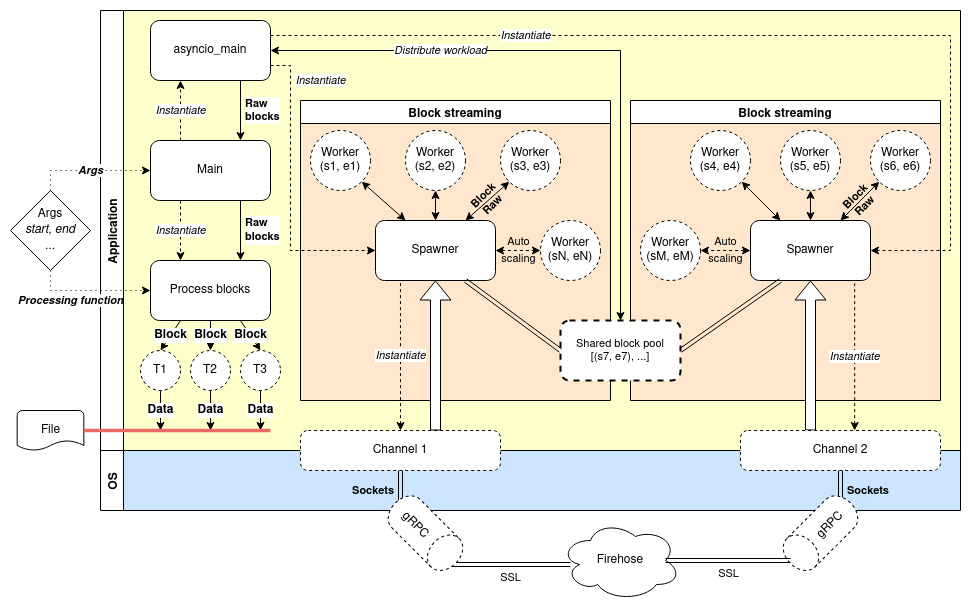 asyncio_main
Instantiate
Distribute workload
Instantiate
Instantiate
Raw
blocks
Block streaming
Block streaming
Worker
(s1, e1)
Worker
(s2, e2)
Worker
(s3, e3)
Worker
(s4, e4)
Worker
(s5, e5)
Worker
(s6, e6)
Args
Main
Block
Raw
Block
Raw
Args
start, end
...
Application
Instantiate
Raw
blocks
Spawner
Auto
scaling
Worker
(sN, eN)
Worker
(sM, eM)
Auto
scaling
Spawner
Processing function
Process blocks
Block
Block
Block
Instantiate
Shared block pool
[(s7, e7), ...]
Instantiate
T1
T2
T3
Data
Data
Data
File
Channel 1
Channel 2
OS
Sockets
Sockets
gRPC
gRPC
Firehose
SSL
SSL